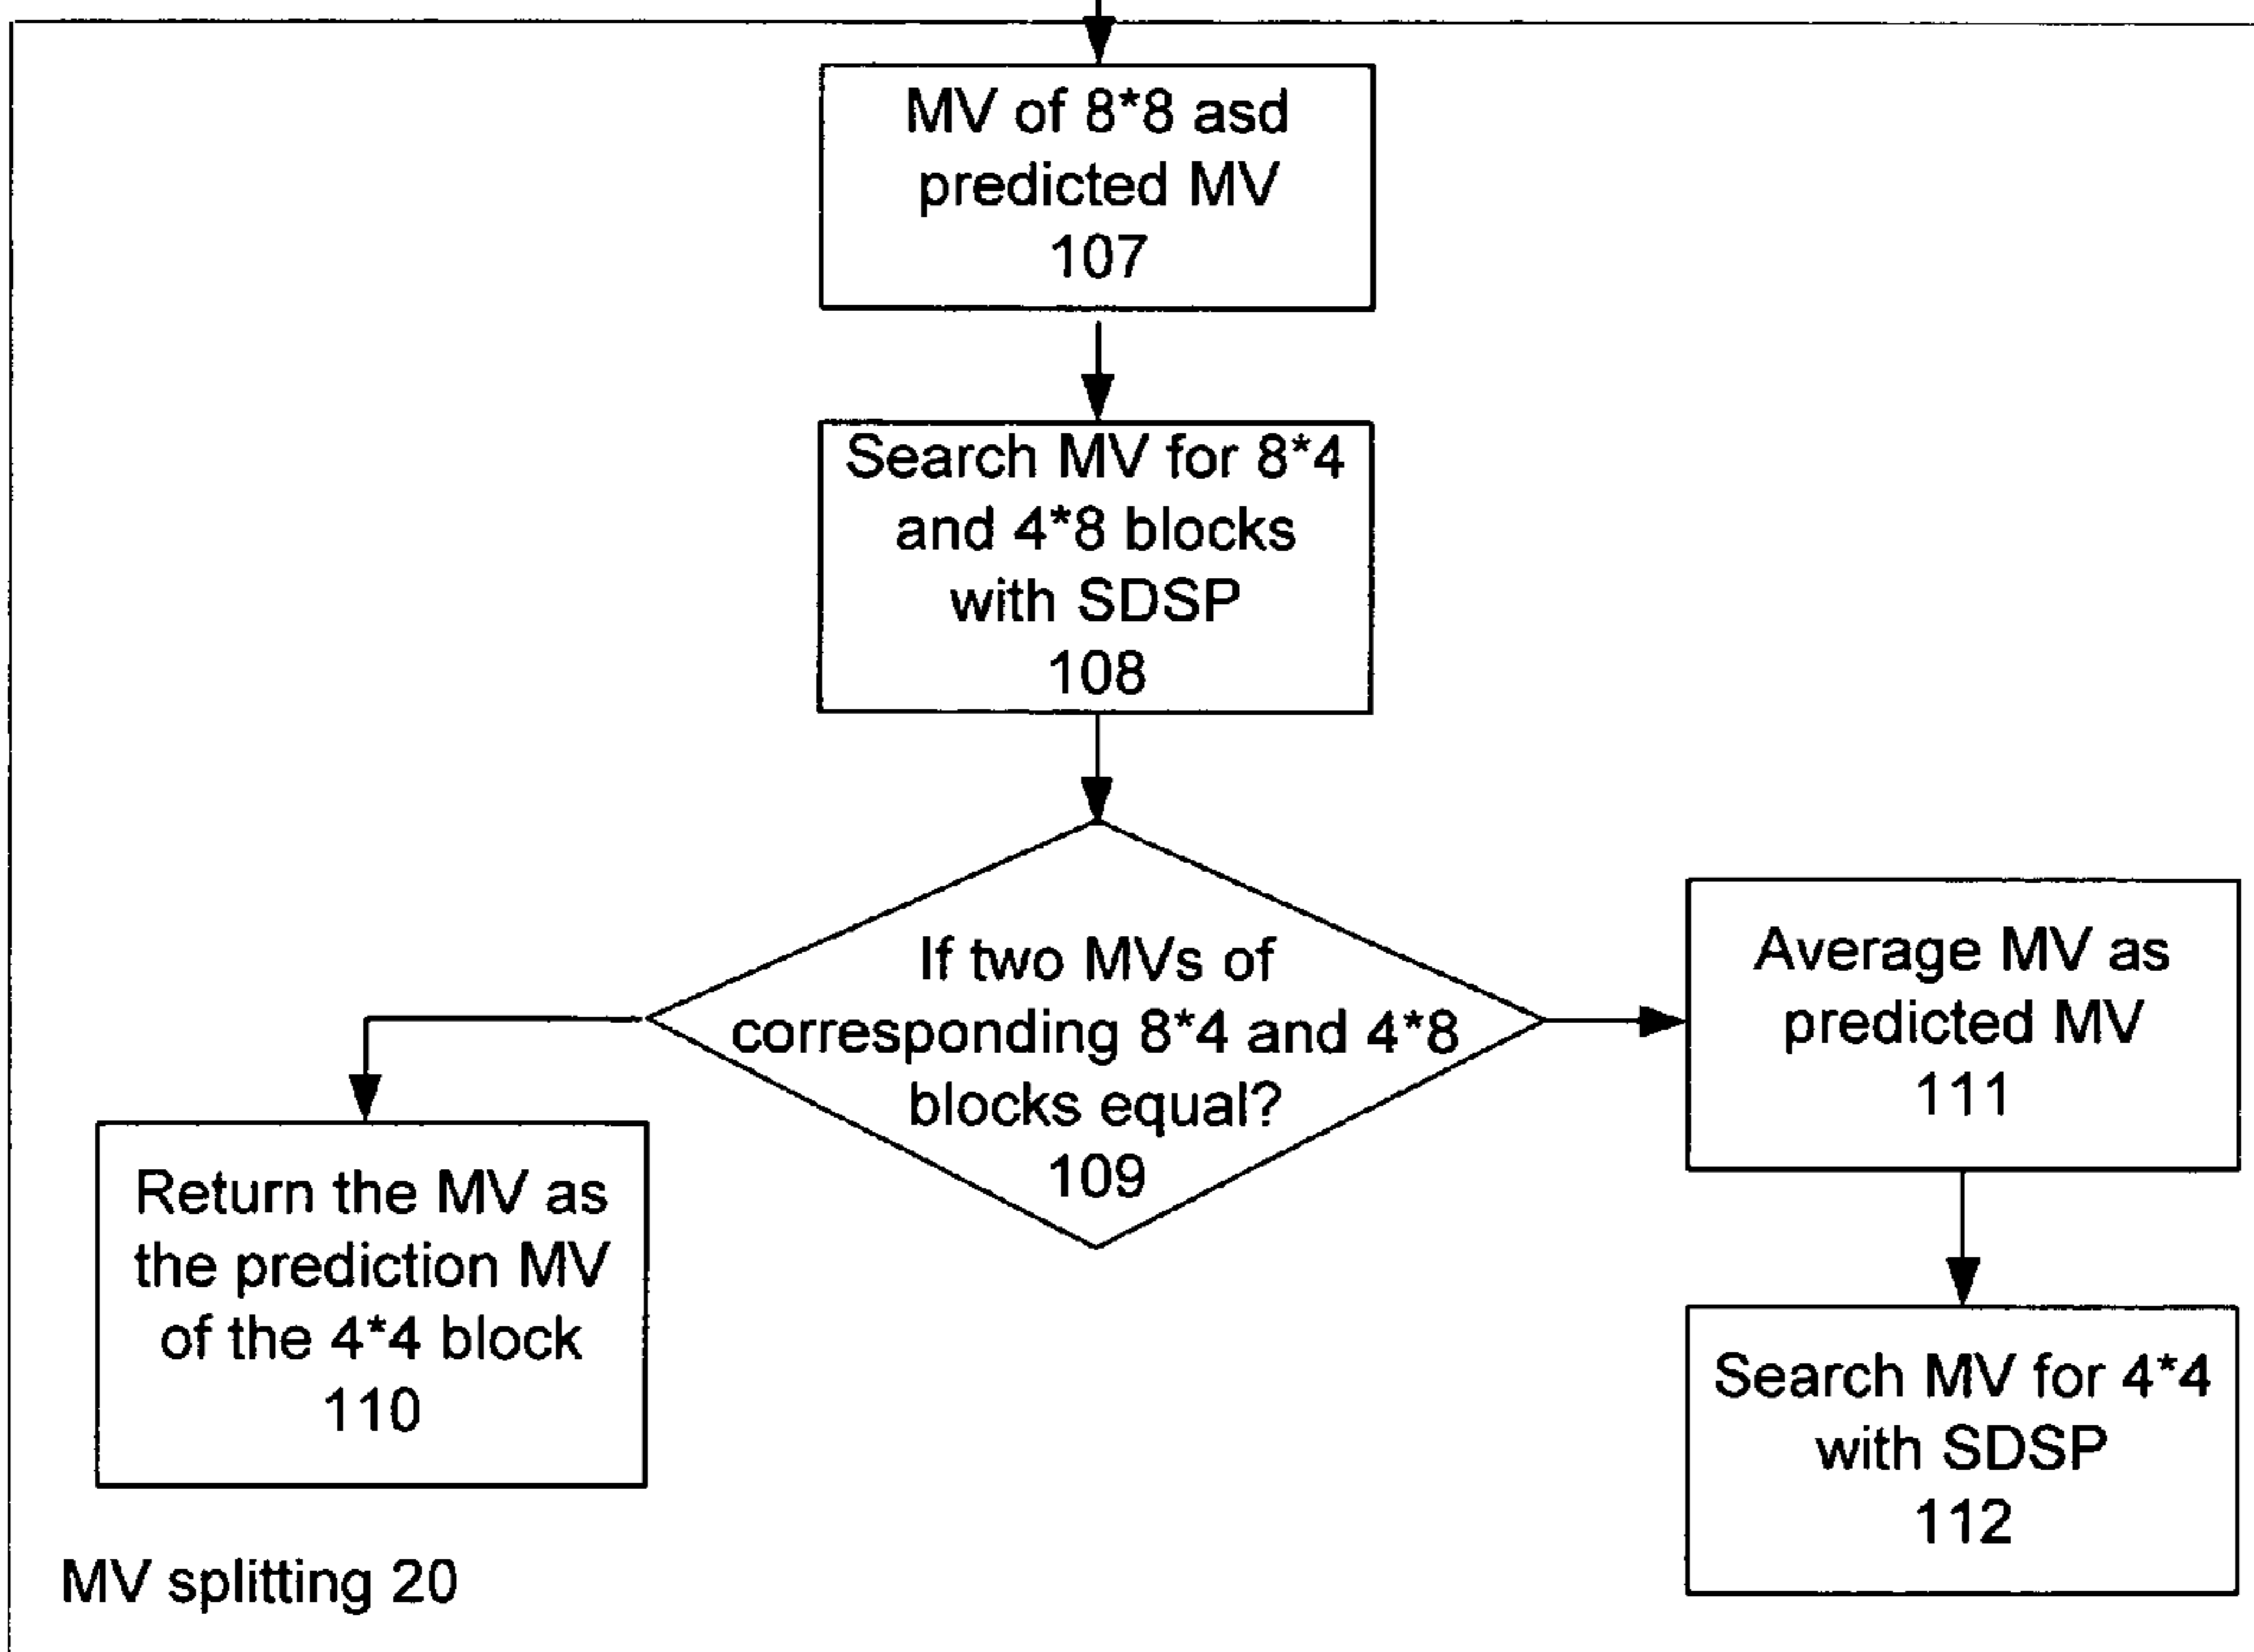 MV of 8*8 asd
predicted MV
107
Search MV for 8*4
and 4*8 blocks
with SDSP
108
If two MVs of
corresponding 8*4 and 4*8
blocks equal?
109
Average MV as
predicted MV
111
Return the MV as
the prediction MV
of the 4*4 block
110
Search MV for 4*4
with SDSP
112
MV splitting 20